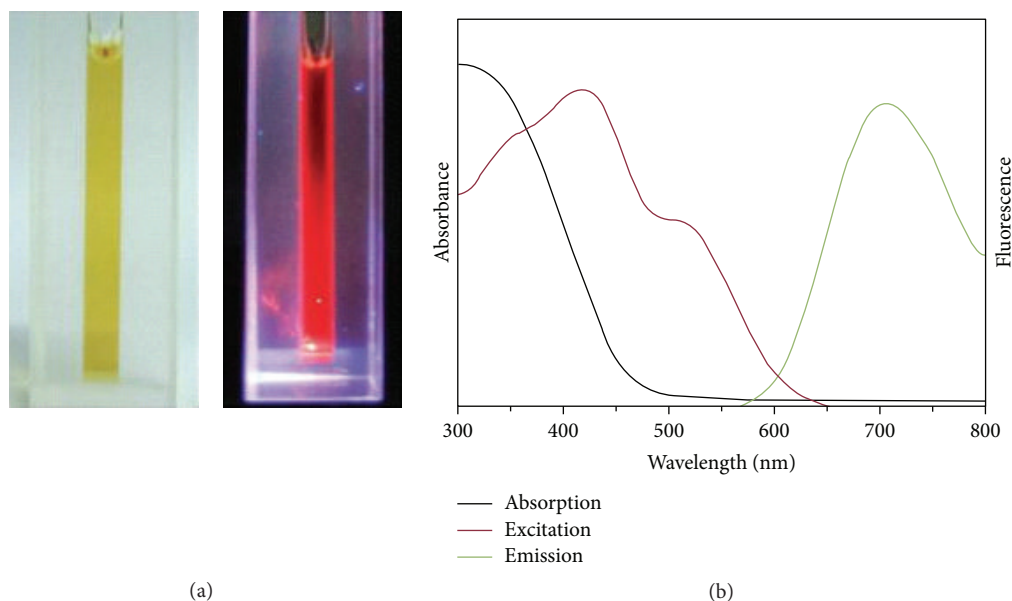 Absorbance
Fluorescence
300 400 500 600 700 800
Wavelength (nm)
Absorption
Excitation
Emission
(a) (b)